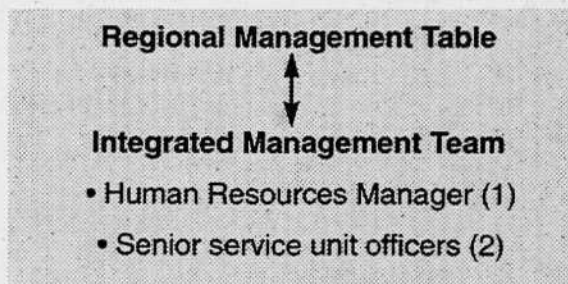 Regional Management Table
Integrated Management Team
• Human Resources Manager (1)
• Senior service unit officers (2)